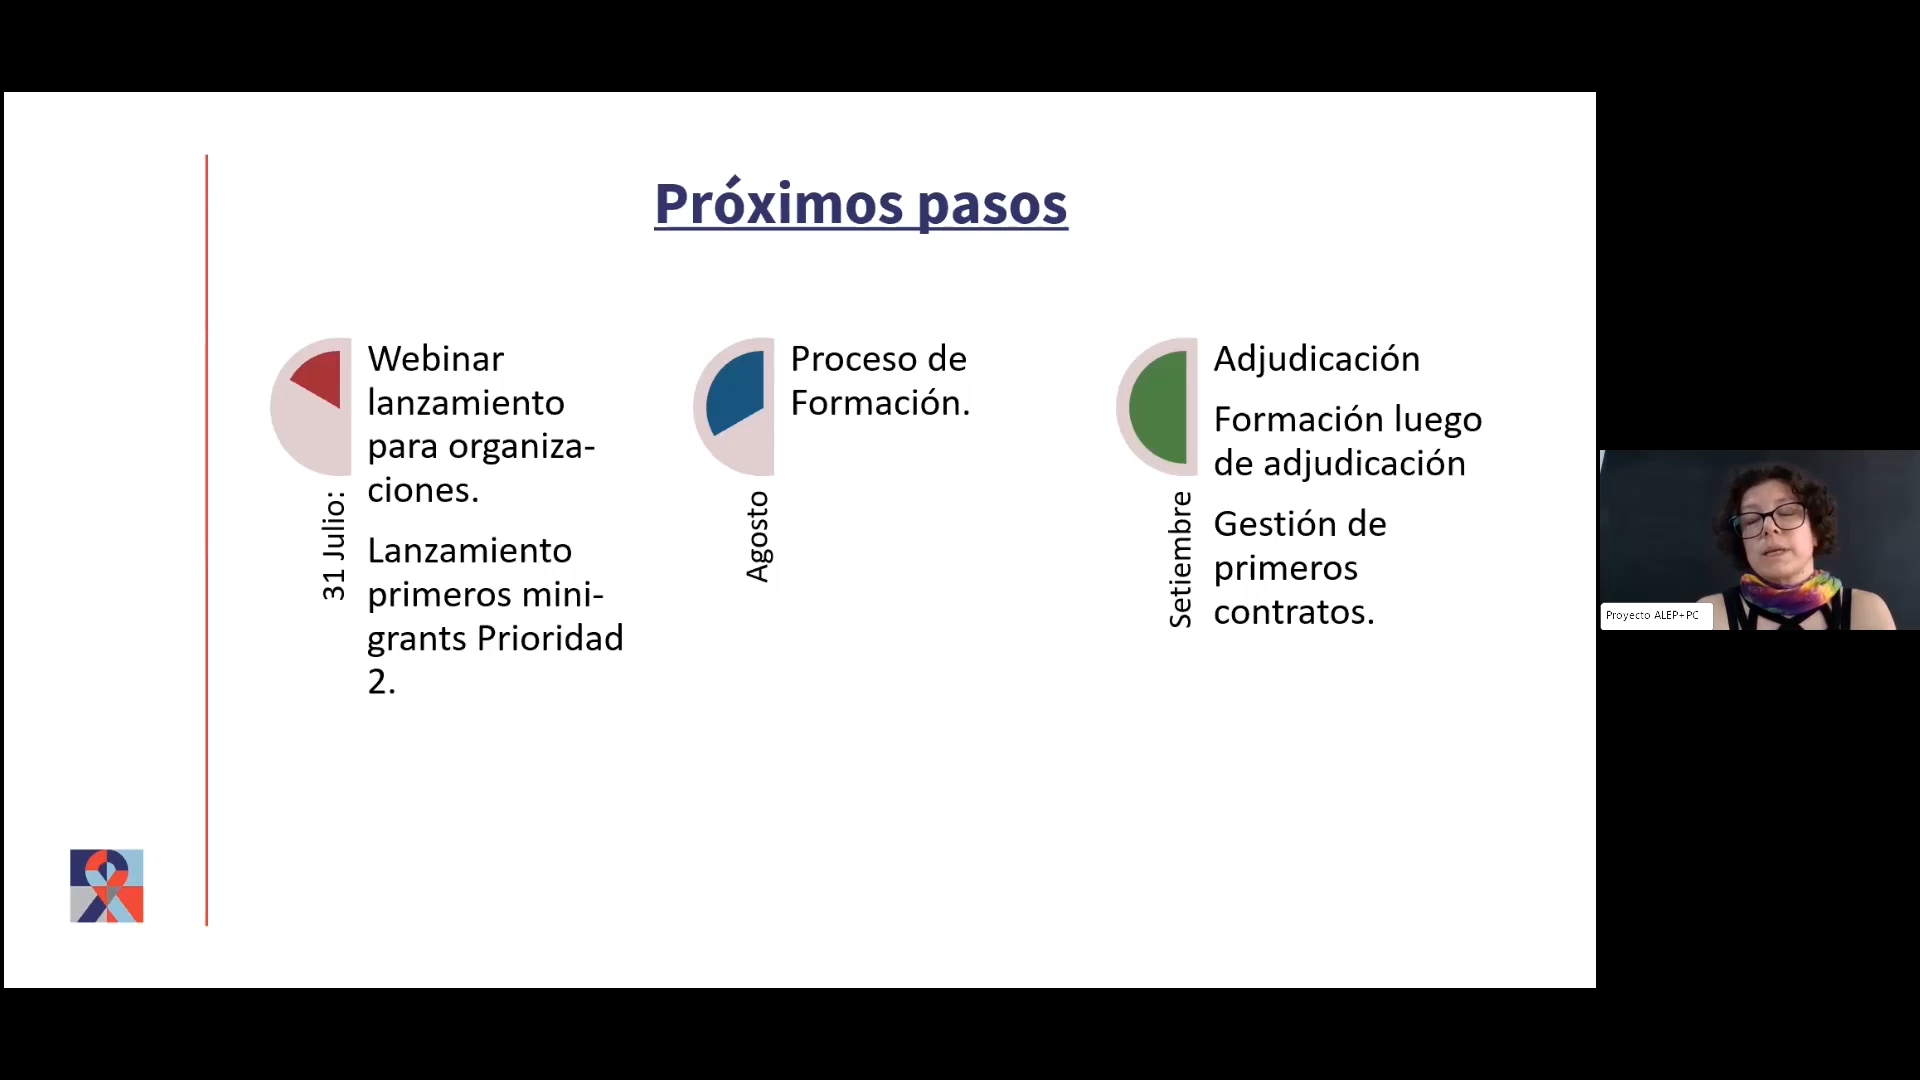 Próximos pasos
31 Julio:
Webinar
lanzamiento
para organiza-
ciones.
Lanzamiento
primeros mini-
grants Prioridad
2.
Agosto
Proceso de
Formación.
Setiembre
Adjudicación
Formación luego
de adjudicación
Gestión de
primeros
contratos.
Proyecto ALEP+PC